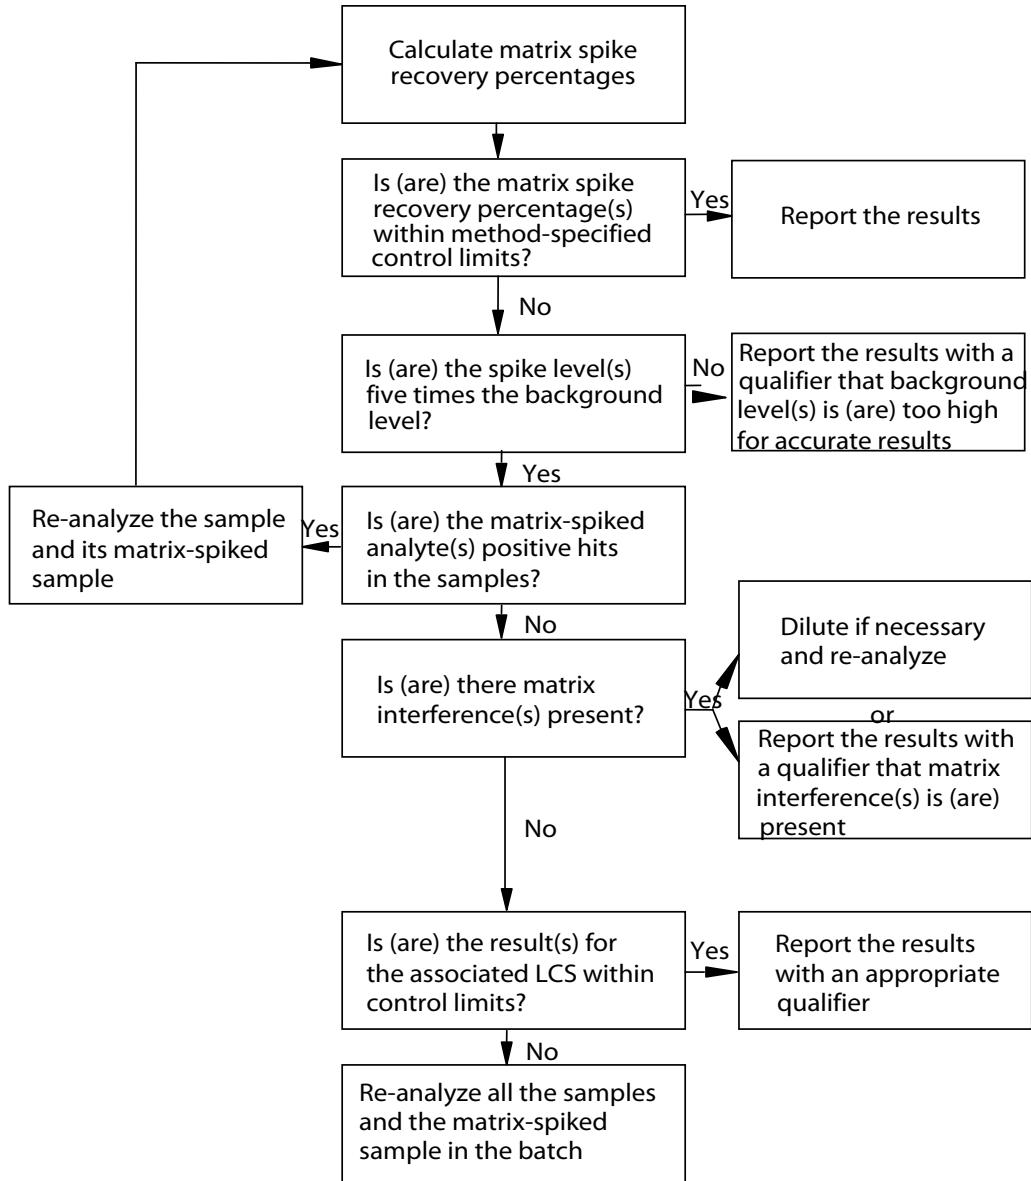 Calculate matrix spike
recovery percentages
Is (are) the matrix spike
recovery percentage(s)
within method-specified
control limits?
Yes
Report the results
No
Is (are) the spike level(s)
five times the background
level?
No
Report the results with a
qualifier that background
level(s) is (are) too high
for accurate results
Yes
Re-analyze the sample
and its matrix-spiked
sample
Yes
Is (are) the matrix-spiked
analyte(s) positive hits
in the samples?
No
Is (are) there matrix
interference(s) present?
Yes
Dilute if necessary
and re-analyze
or
Report the results with
a qualifier that matrix
interference(s) is (are)
present
No
Is (are) the result(s) for
the associated LCS within
control limits?
Yes
Report the results
with an appropriate
qualifier
No
Re-analyze all the samples
and the matrix-spiked
sample in the batch